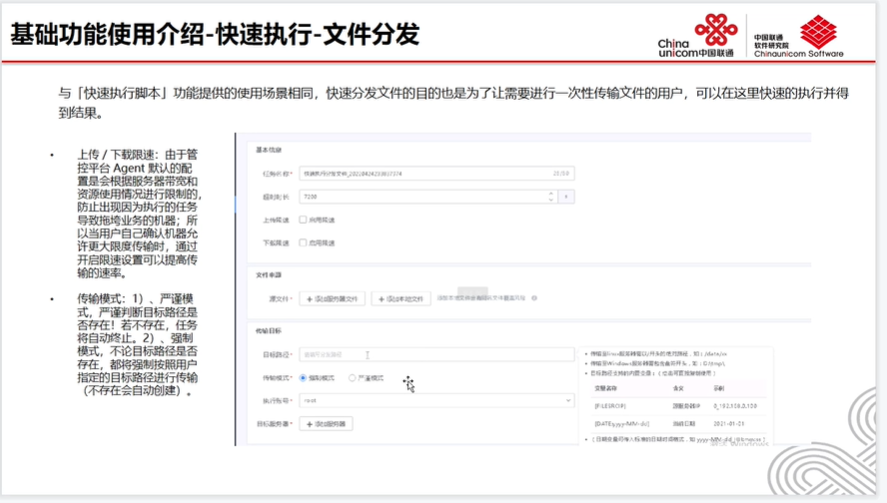 基础功能使用介绍-快速执行-文件分发
China
unicom中国联通
中国联通
软件研究院
Chinaunicom Software
与「快速执行脚本」功能提供的使用场景相同，快速分发文件的目的也是为了让需要进行一次性传输文件的用户，可以在这里快速的执行并得
到结果。
• 上传 / 下载限速：由于管
控平台 Agent 默认的配
置是会根据服务器带宽和
资源使用情况进行限制的，
防止出现因为执行的任务
导致拖垮业务的机器；所
以当用户自己确认机器允
许更大限度传输时，通过
开启限速设置可以提高传
输的速率。
• 传输模式：1）、严谨模
式，严谨判断目标路径是
否存在！若不存在，任务
将自动终止。2）、强制
模式，不论目标路径是否
存在，都将强制按照用户
指定的目标路径进行传输
（不存在会自动创建）。
基本信息
任务名称*
超时时长 7200
上传限速 启用限速
下载限速 启用限速
文件来源
源文件* + 添加服务器文件 + 添加本地文件
传输目标
目标路径*
传输模式* 强制模式 严谨模式
执行账号* root
目标服务器* + 添加服务器
变量名称 含义 示例
[FILESRCIP] 源服务器IP 0_192.168.0.120
[DATE:yyyy-MM-dd] 当前日期 2021-01-21